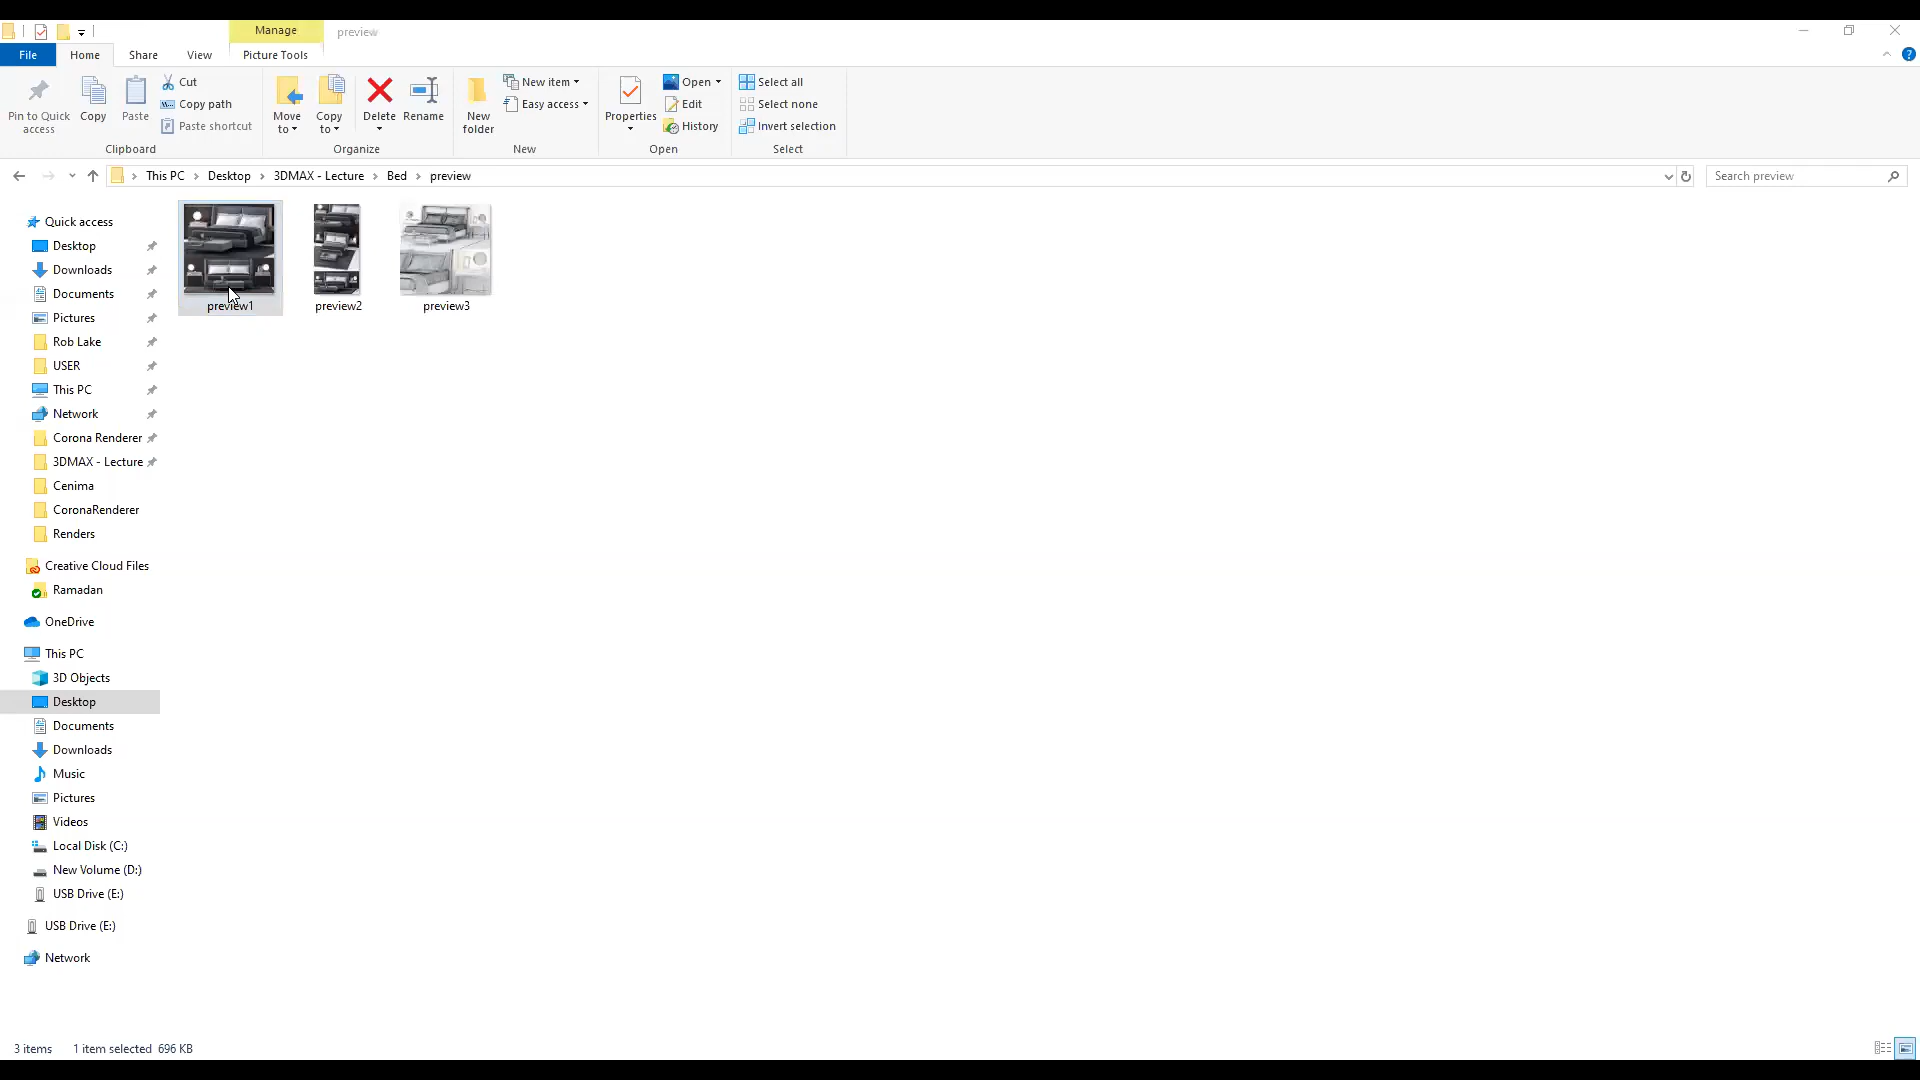 Manage
preview
File
Home
Share
View
Picture Tools
Pin to Quick access
Copy
Paste
Cut
Copy path
Paste shortcut
Clipboard
Move to
Copy to
Delete
Rename
Organize
New folder
New item
Easy access
New
Properties
Open
Edit
History
Open
Select all
Select none
Invert selection
Select
This PC
Desktop
3DMAX - Lecture
Bed
preview
Search preview
Quick access
Desktop
Downloads
Documents
Pictures
Rob Lake
USER
This PC
Network
Corona Renderer
3DMAX - Lecture
Cenima
CoronaRenderer
Renders
Creative Cloud Files
Ramadan
OneDrive
This PC
3D Objects
Desktop
Documents
Downloads
Music
Pictures
Videos
Local Disk (C:)
New Volume (D:)
USB Drive (E:)
USB Drive (E:)
Network
preview1
preview2
preview3
3 items
1 item selected 696 KB